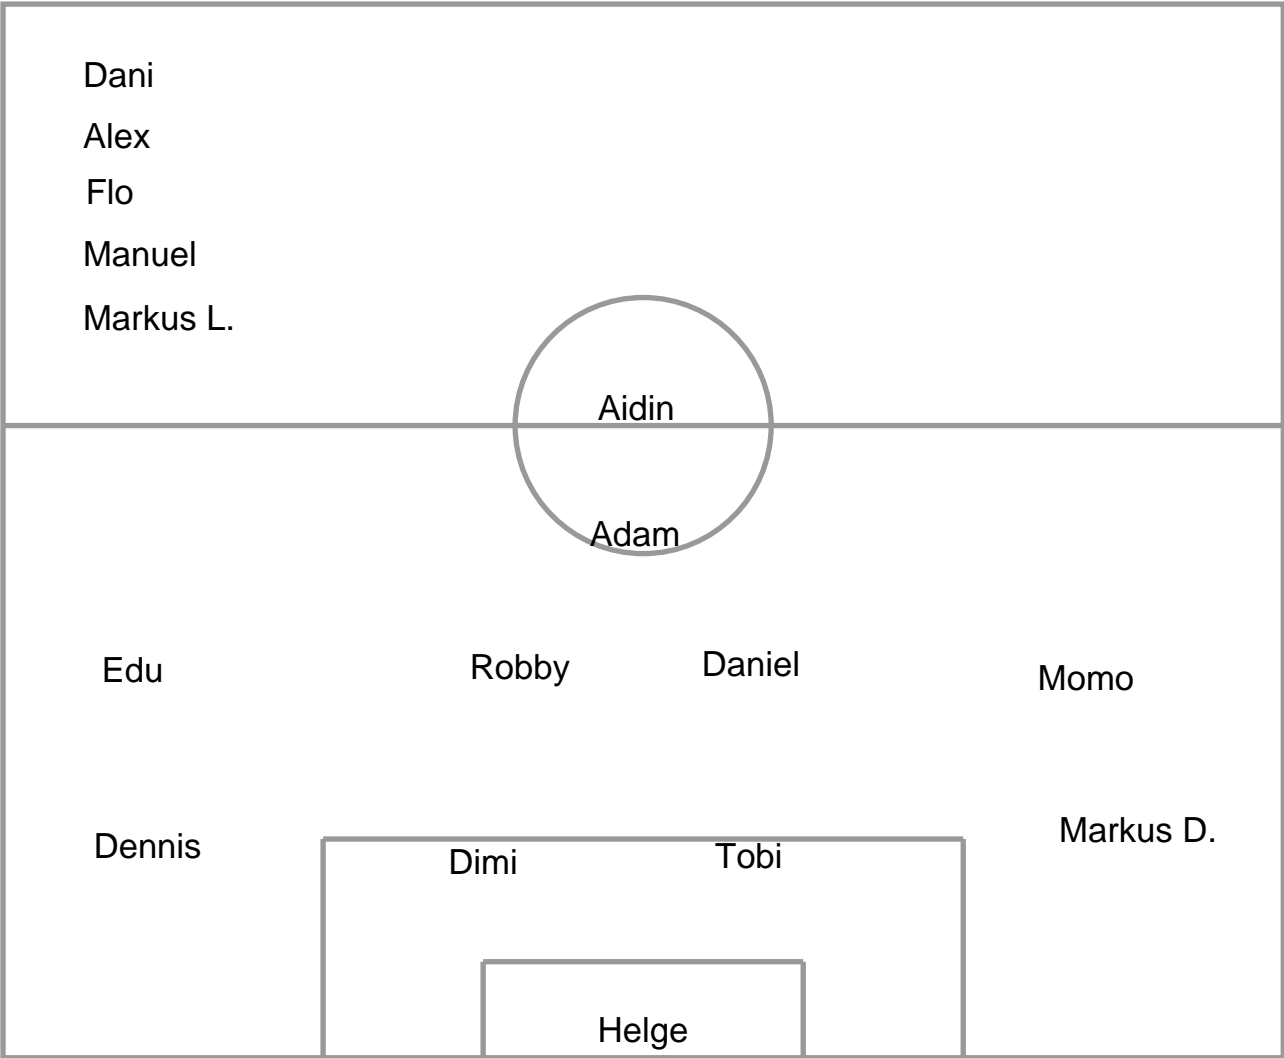 Dani
Alex
Flo
Manuel
Markus L.
Aidin
Adam
Edu Robby Daniel Momo
Dennis Dimi Tobi Markus D.
Helge